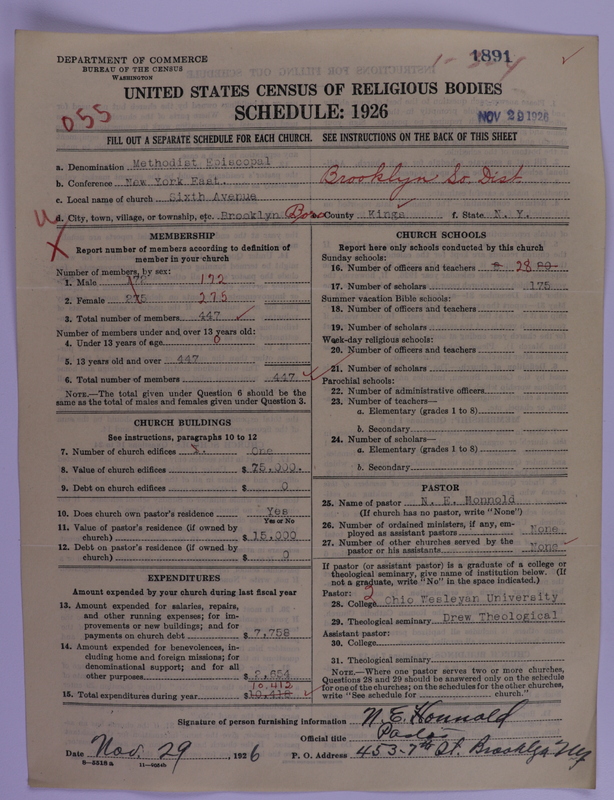 DEPARTMENT OF COMMERCE
BUREAU OF THE CENSUS
WASHINGTON
1891
UNITED STATES CENSUS OF RELIGIOUS BODIES
SCHEDULE: 1926
055
NOV 29 1926
FILL OUT A SEPARATE SCHEDULE FOR EACH CHURCH. SEE INSTRUCTIONS ON THE BACK OF THIS SHEET
a. Denomination Methodist Episcopal
b. Conference New York East. Brooklyn So. Dist
c. Local name of church Sixth Avenue
d. City, town, village, or township, etc. Brooklyn Boro County Kings f. State N. Y.
MEMBERSHIP
Report number of members according to definition of member in your church
Number of members, by sex:
1. Male 172 172
2. Female 275 275
3. Total number of members. 447
Number of members under and over 13 years old:
4. Under 13 years of age 0
5. 13 years old and over 447
6. Total number of members 447
NOTE.—The total given under Question 6 should be the same as the total of males and females given under Question 3.
CHURCH BUILDINGS
See instructions, paragraphs 10 to 12
7. Number of church edifices 1. One
8. Value of church edifices $ 75,000.
9. Debt on church edifices $ 0
10. Does church own pastor's residence? Yes
Yes or No
11. Value of pastor's residence (if owned by church) $ 15,000
12. Debt on pastor's residence (if owned by church) $ 0
EXPENDITURES
Amount expended by your church during last fiscal year
13. Amount expended for salaries, repairs, and other running expenses; for improvements or new buildings; and for payments on church debt $ 7,758
14. Amount expended for benevolences, including home and foreign missions; for denominational support; and for all other purposes $ 2,654
10,412
15. Total expenditures during year $
CHURCH SCHOOLS
Report here only schools conducted by this church
Sunday schools:
16. Number of officers and teachers 28
17. Number of scholars 175
Summer vacation Bible schools:
18. Number of officers and teachers
19. Number of scholars
Week-day religious schools:
20. Number of officers and teachers
21. Number of scholars
Parochial schools:
22. Number of administrative officers
23. Number of teachers—
a. Elementary (grades 1 to 8)
b. Secondary
24. Number of scholars—
a. Elementary (grades 1 to 8)
b. Secondary
PASTOR
25. Name of pastor N. E. Honnold
(If church has no pastor, write "None")
26. Number of ordained ministers, if any, employed as assistant pastors None
27. Number of other churches served by the pastor or his assistants None
If pastor (or assistant pastor) is a graduate of a college or theological seminary, give name of institution below. (If not a graduate, write "No" in the space indicated.)
Pastor: 3
28. College Ohio Wesleyan University
29. Theological seminary Drew Theological
Assistant pastor:
30. College
31. Theological seminary
NOTE.—Where one pastor serves two or more churches, Questions 28 and 29 should be answered only on the schedule for one of the churches; on the schedules for the other churches, write "See schedule for church."
Signature of person furnishing information N. E. Honnold
Official title Pastor
Date Nov. 29, 1926 P. O. Address 453-7th St. Brooklyn N.Y.